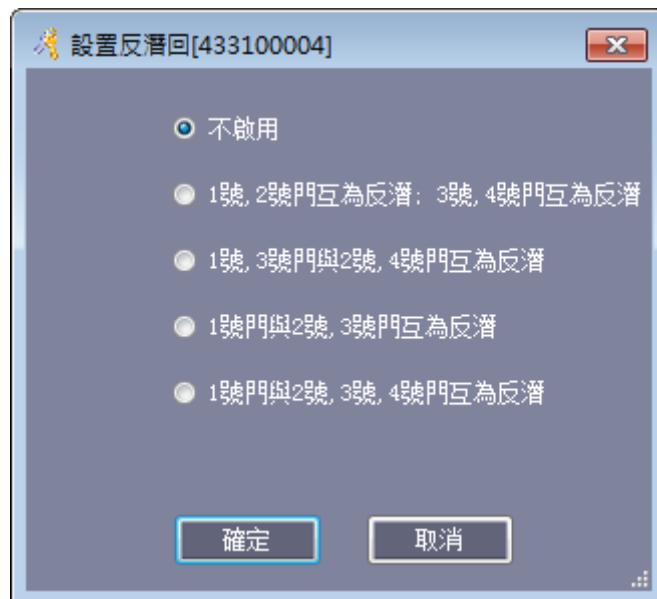 設置反潛回[433100004]
不啟用
1號,2號門互為反潛; 3號,4號門互為反潛
1號,3號門與2號,4號門互為反潛
1號門與2號,3號門互為反潛
1號門與2號,3號,4號門互為反潛
確定
取消